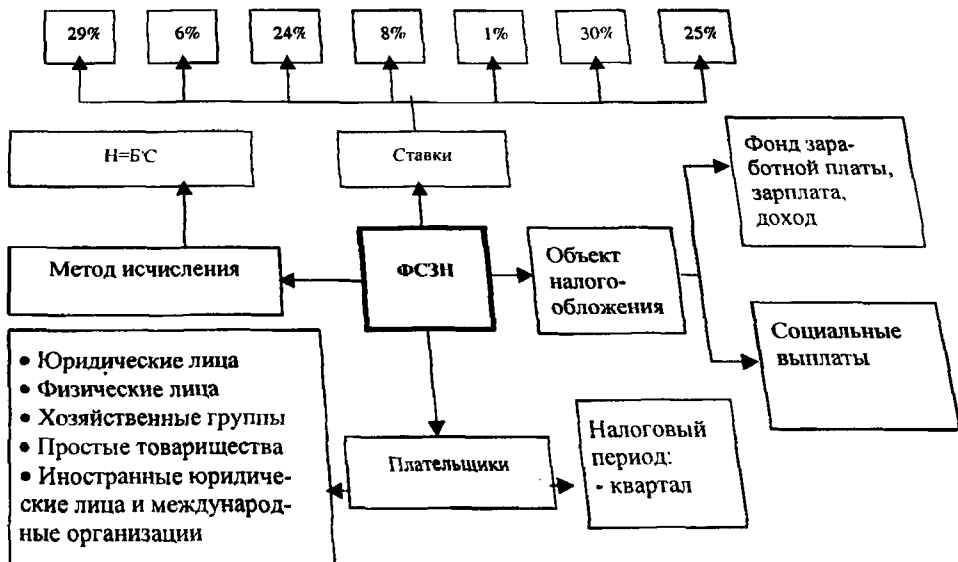 29%
6%
24%
8%
1%
30%
25%
Н=Б·С
Ставки
Фонд зара-
ботной платы,
зарплата,
доход
Метод исчисления
ФСЗН
Объект
налого-
обложения
Социальные
выплаты
• Юридические лица
• Физические лица
• Хозяйственные группы
• Простые товарищества
• Иностранные юридиче-
ские лица и международ-
ные организации
Плательщики
Налоговый
период:
- квартал